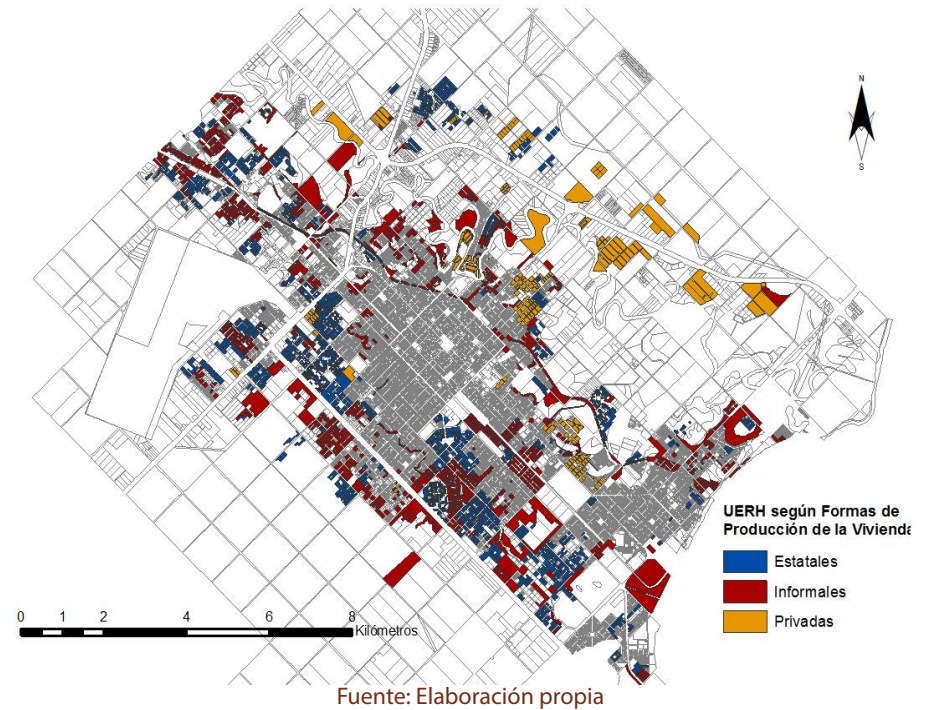 N
S
UERH según Formas de
Producción de la Vivienda
Estatales
Informales
Privadas
0 1 2 4 6 8
Kilómetros
Fuente: Elaboración propia